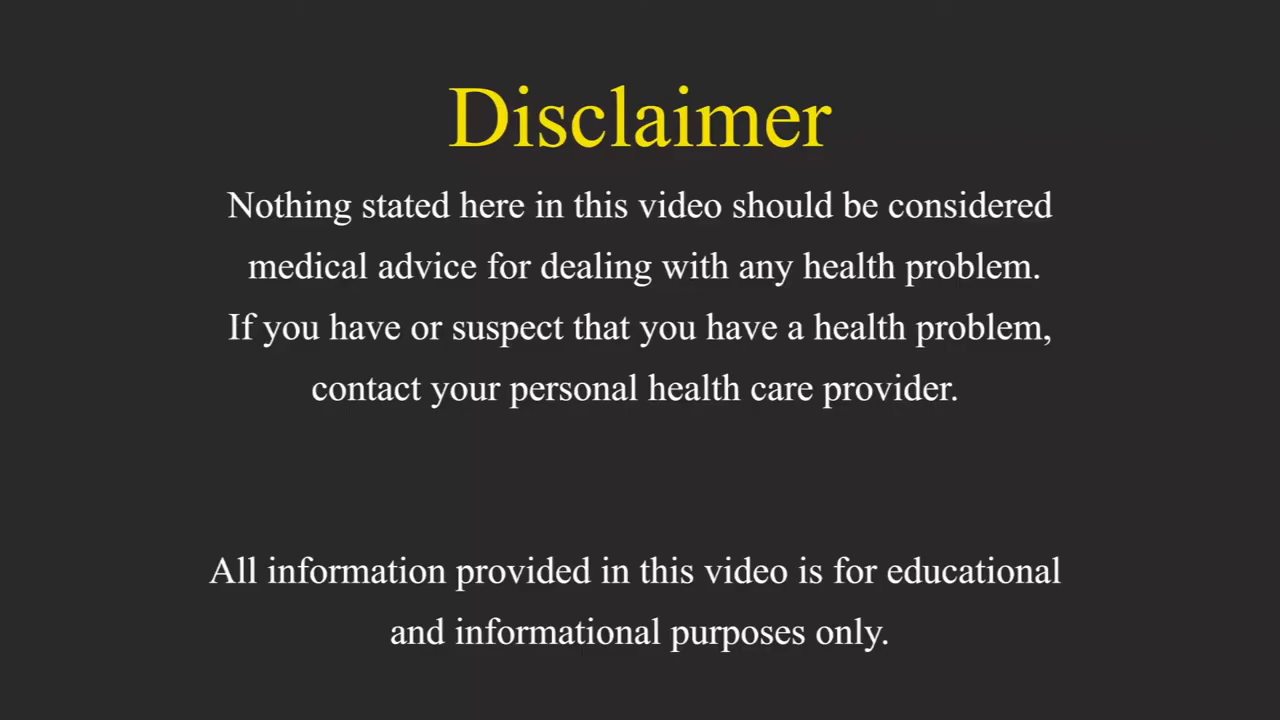 Disclaimer
Nothing stated here in this video should be considered
medical advice for dealing with any health problem.
If you have or suspect that you have a health problem,
contact your personal health care provider.
All information provided in this video is for educational
and informational purposes only.